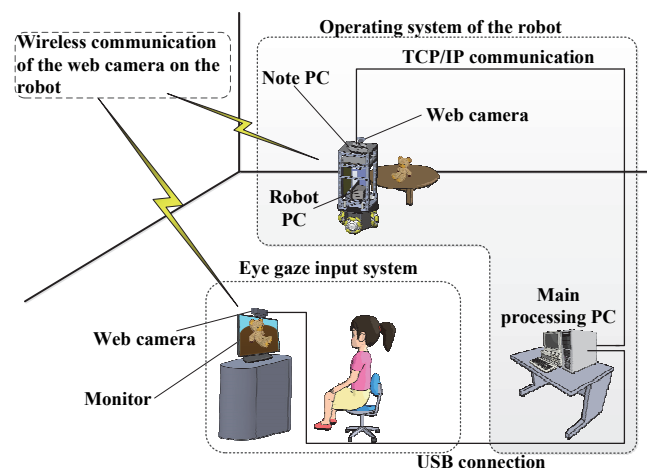 Operating system of the robot
Wireless communication
of the web camera on the
robot
TCP/IP communication
Note PC
Web camera
Robot
PC
Eye gaze input system
Main
processing PC
Web
camera
Monitor
USB connection